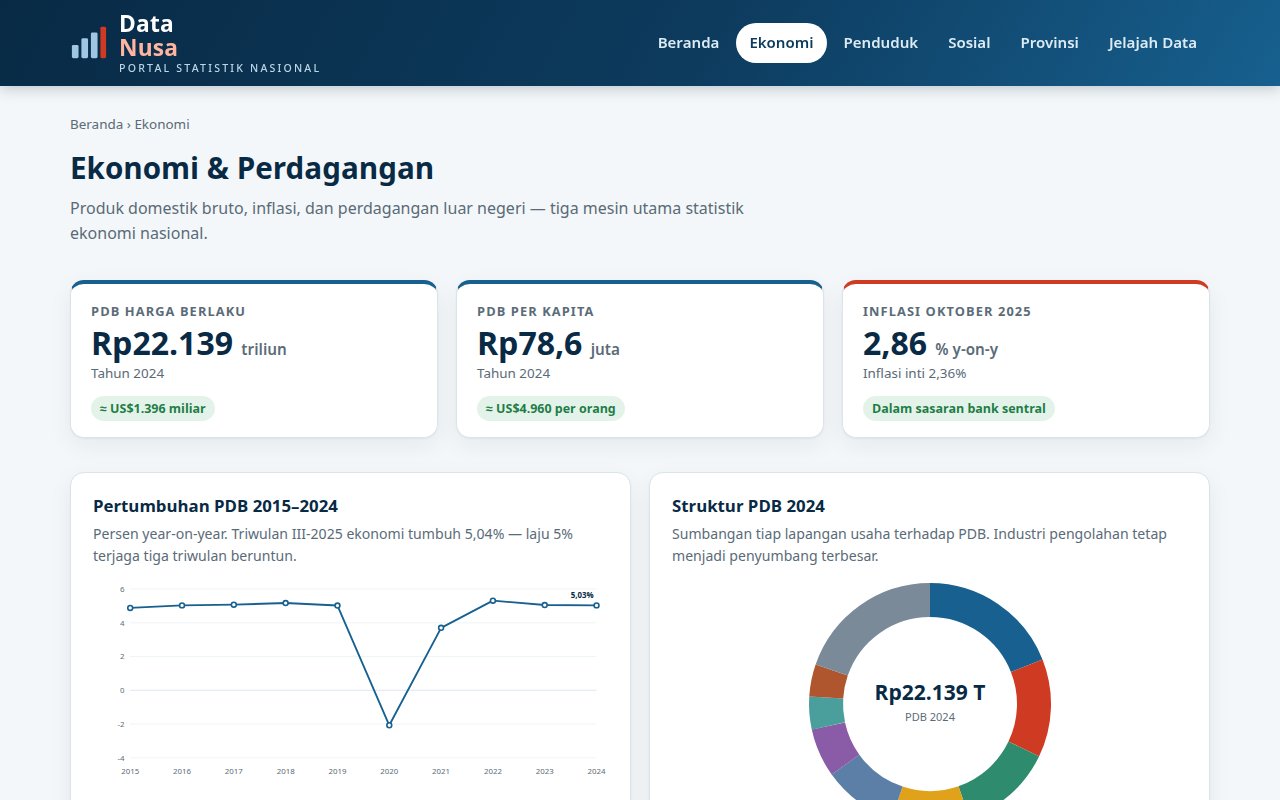 Data
Nusa
PORTAL STATISTIK NASIONAL
Beranda
Ekonomi
Penduduk
Sosial
Provinsi
Jelajah Data
Beranda › Ekonomi
Ekonomi & Perdagangan
Produk domestik bruto, inflasi, dan perdagangan luar negeri — tiga mesin utama statistik
ekonomi nasional.
PDB HARGA BERLAKU
Rp22.139 triliun
Tahun 2024
≈ US$1.396 miliar
PDB PER KAPITA
Rp78,6 juta
Tahun 2024
≈ US$4.960 per orang
INFLASI OKTOBER 2025
2,86 % y-on-y
Inflasi inti 2,36%
Dalam sasaran bank sentral
Pertumbuhan PDB 2015–2024
Persen year-on-year. Triwulan III-2025 ekonomi tumbuh 5,04% — laju 5%
terjaga tiga triwulan beruntun.
6
4
2
0
-2
-4
5,03%
2015 2016 2017 2018 2019 2020 2021 2022 2023 2024
Struktur PDB 2024
Sumbangan tiap lapangan usaha terhadap PDB. Industri pengolahan tetap
menjadi penyumbang terbesar.
Rp22.139 T
PDB 2024